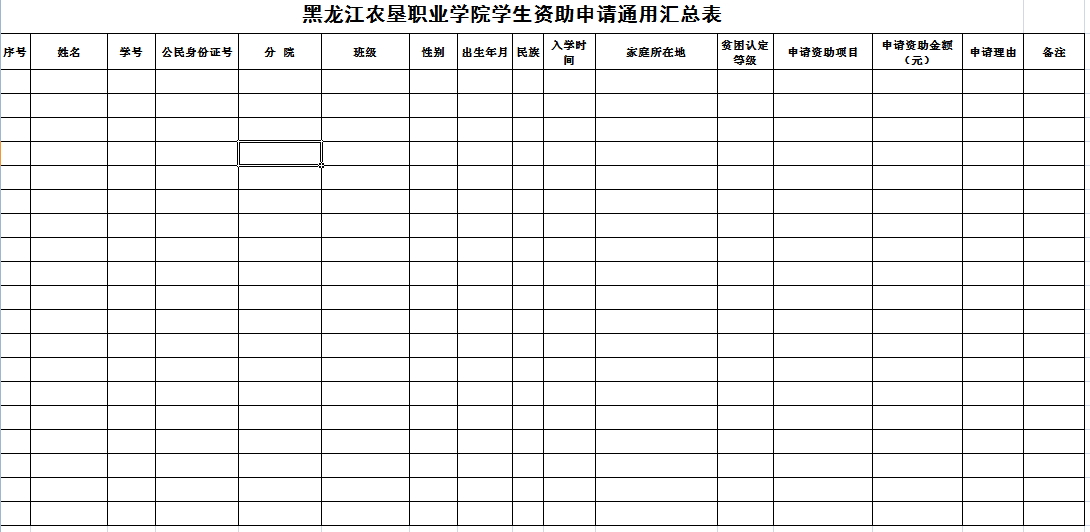 黑龙江农垦职业学院学生资助申请通用汇总表
序号 姓名 学号 公民身份证号 分 院 班级 性别 出生年月 民族 入学时 家庭所在地 贫困认定 申请资助项目 申请资助金额 申请理由 备注
间 等级 （元）